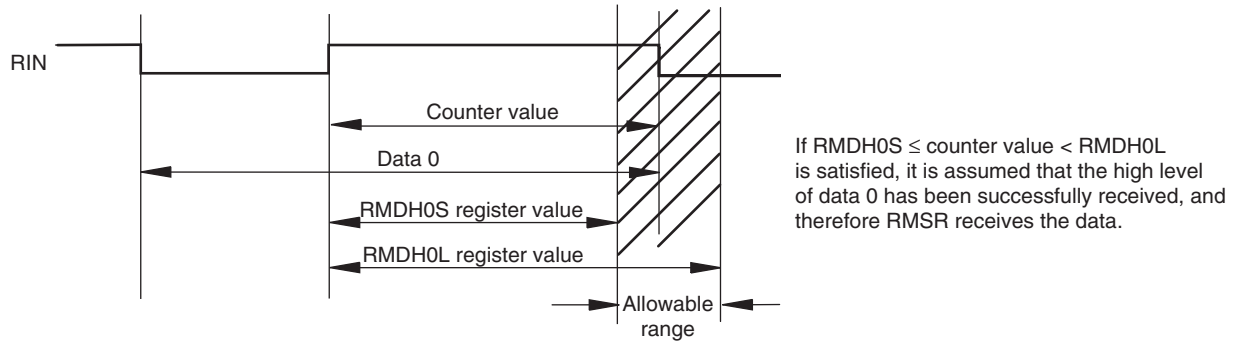 RIN
Counter value
Data 0
RMDH0S register value
RMDH0L register value
Allowable
range
If RMDH0S ≤ counter value < RMDH0L
is satisfied, it is assumed that the high level
of data 0 has been successfully received, and
therefore RMSR receives the data.